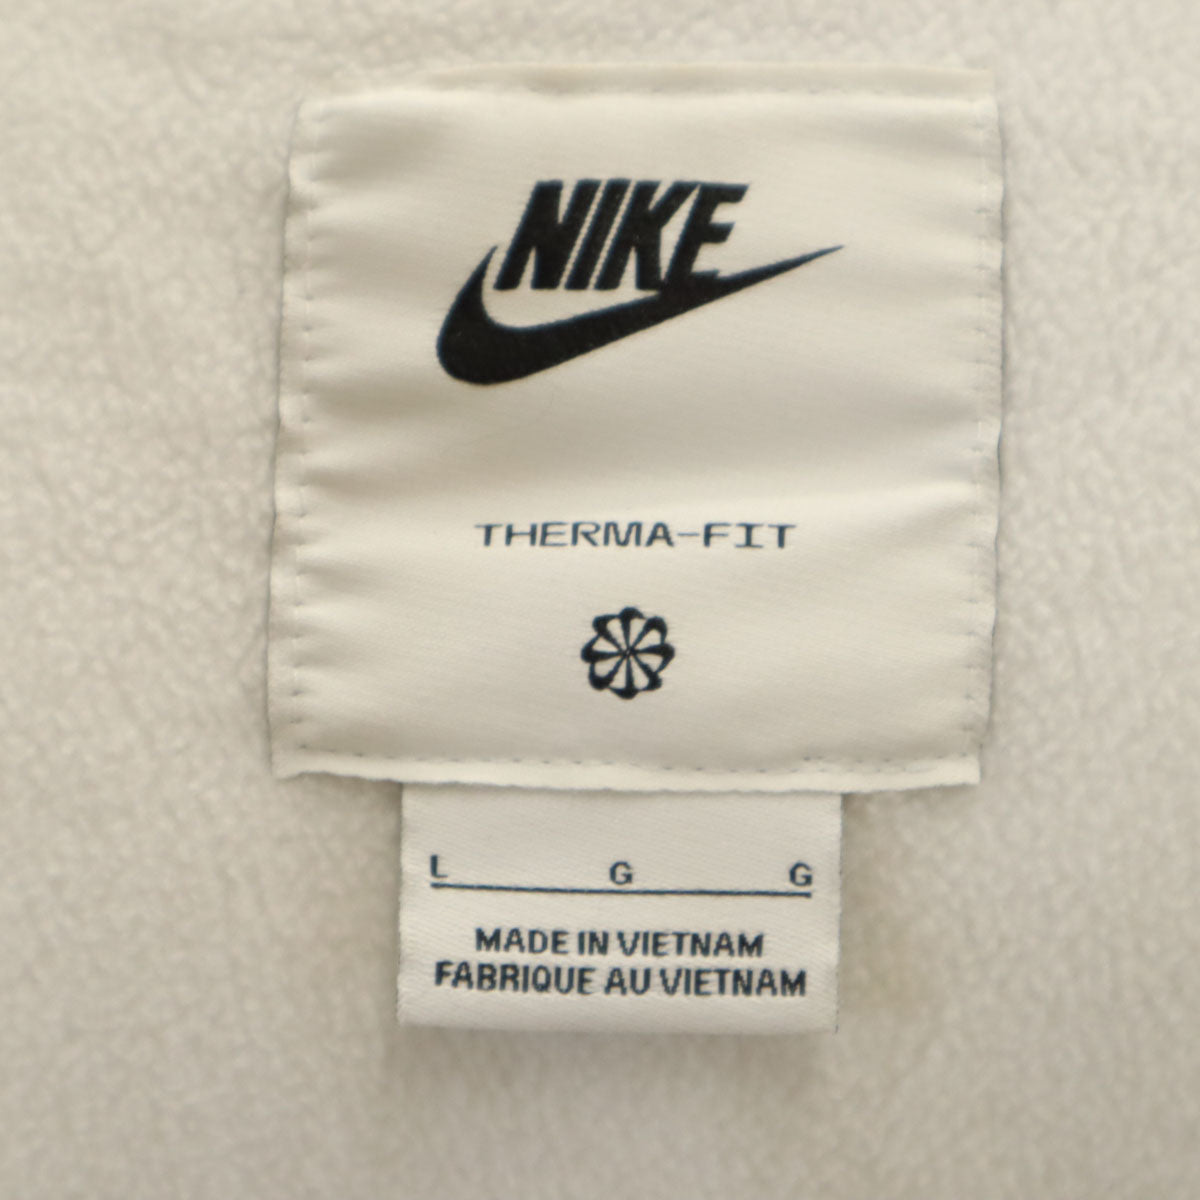 NIKE
THERMA-FIT
L G G
MADE IN VIETNAM
FABRIQUE AU VIETNAM